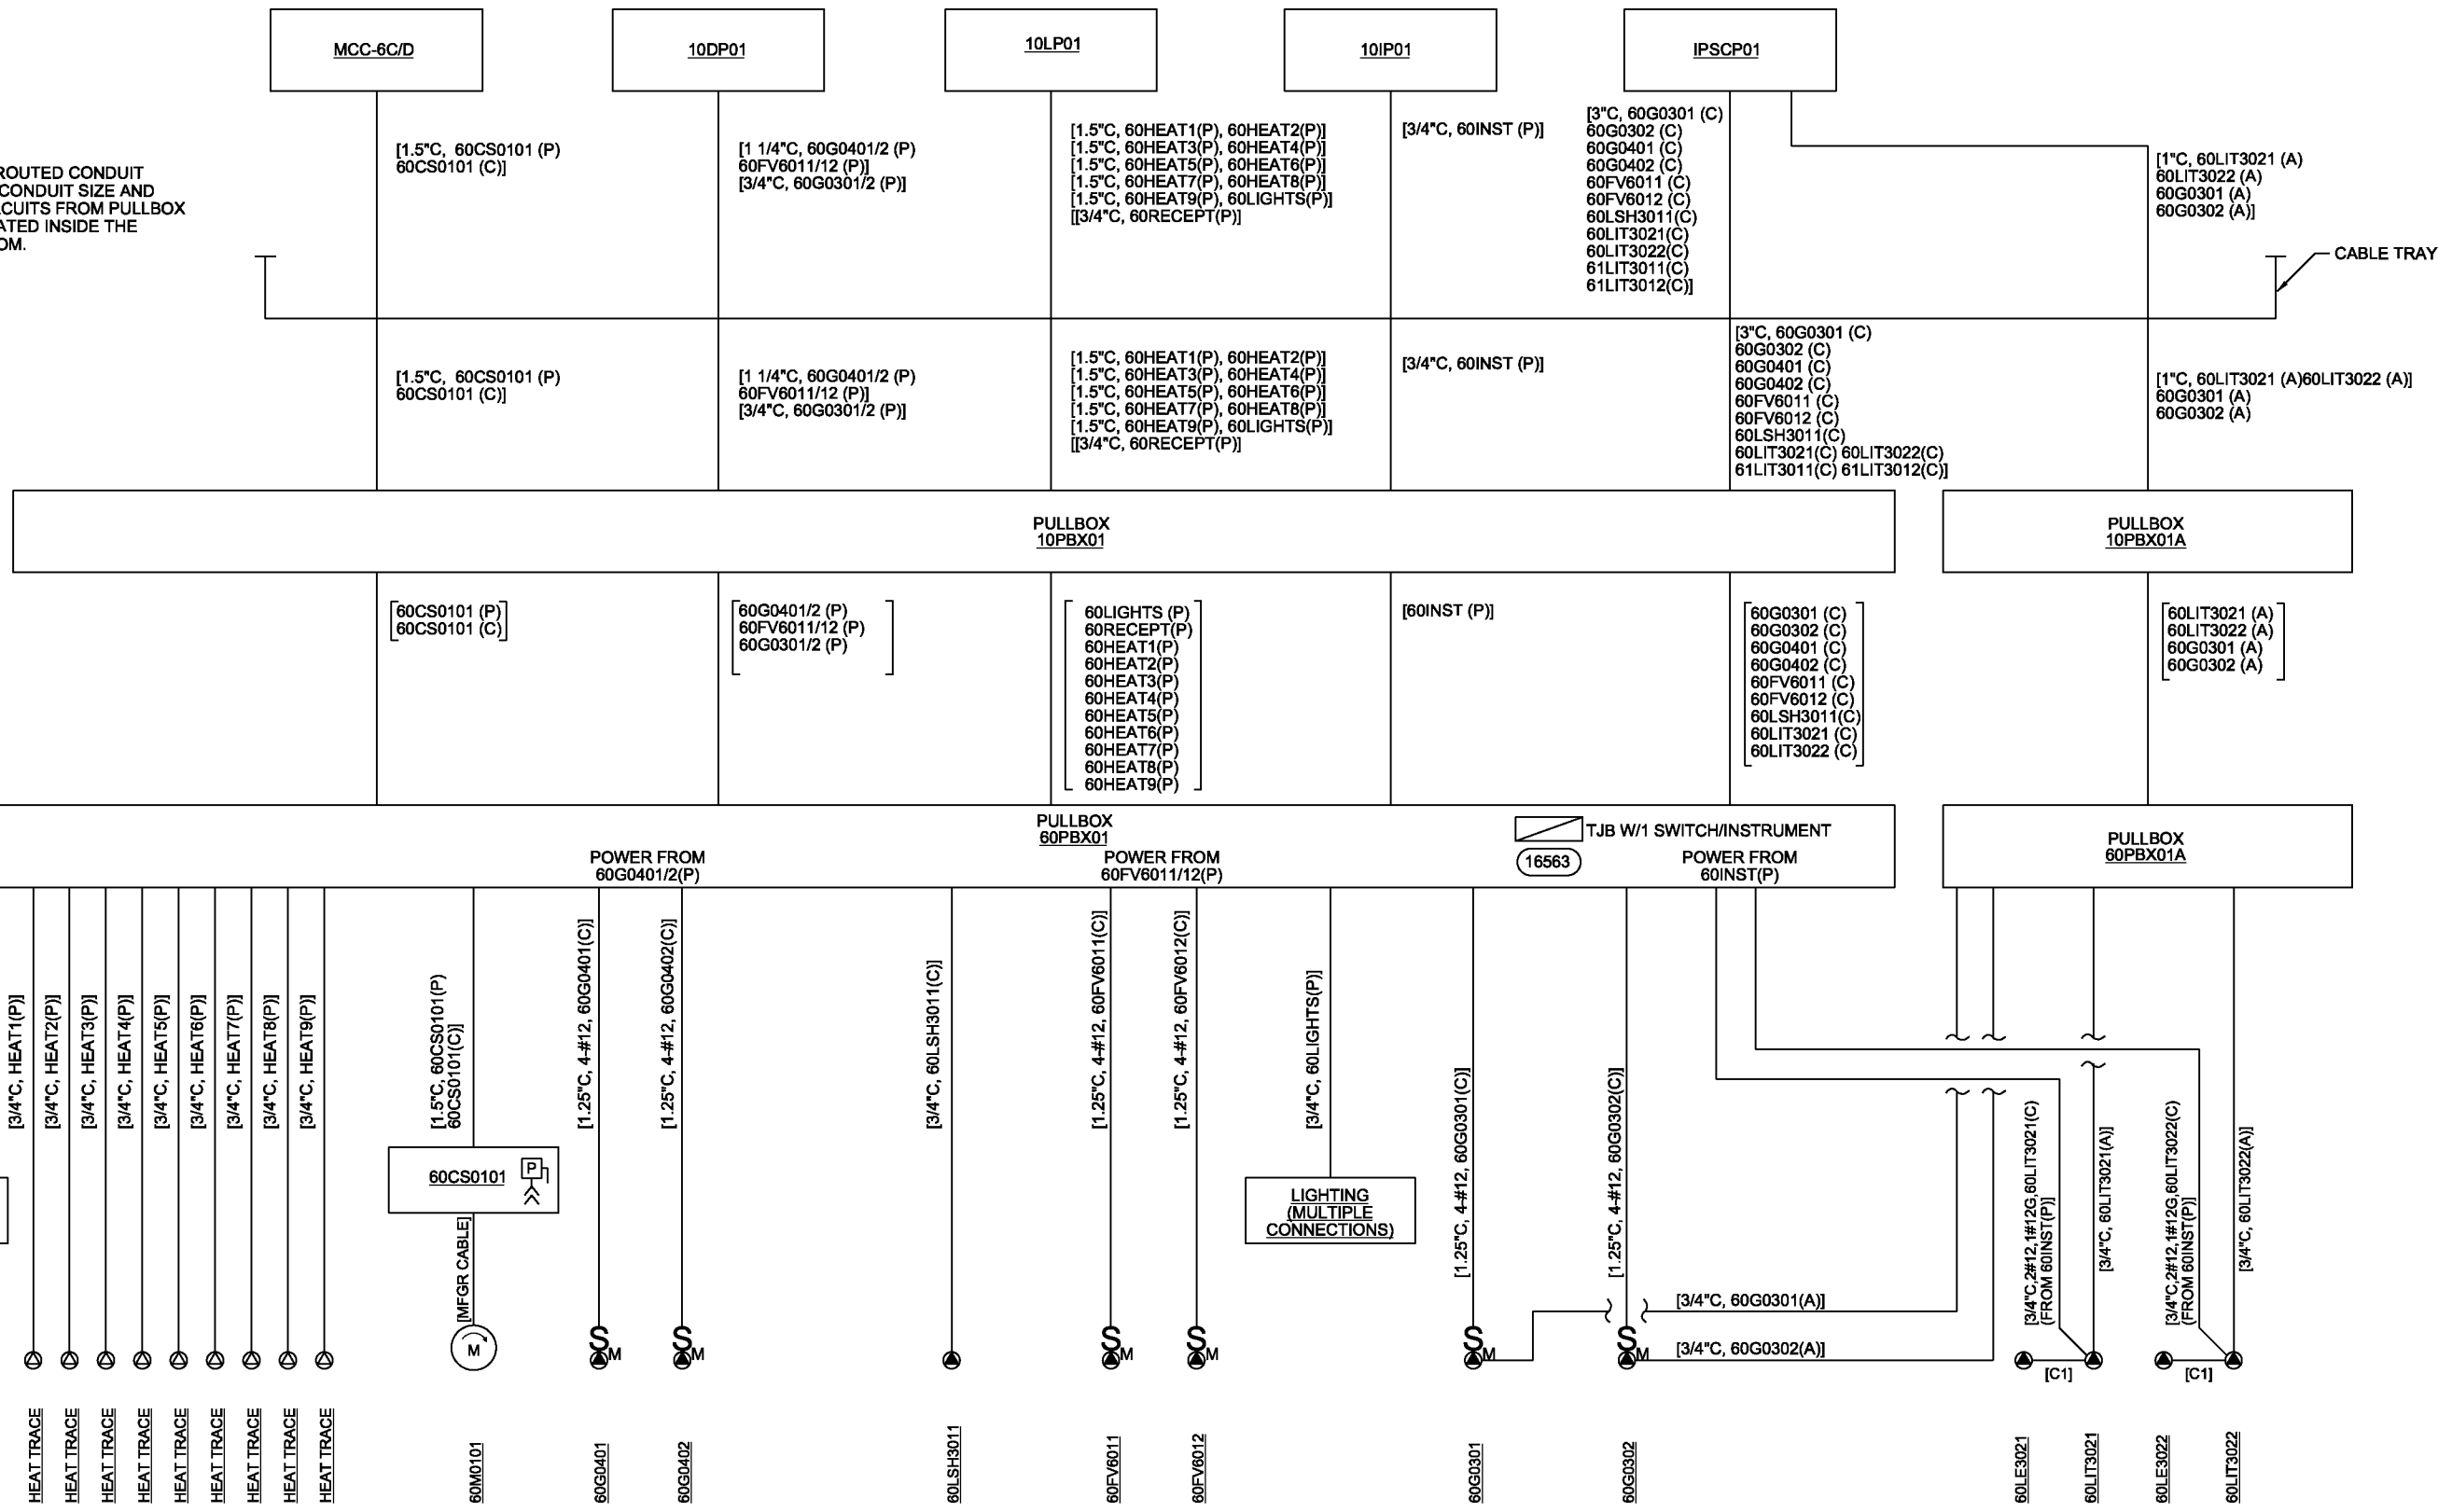 MCC-6C/D
10DP01
10LP01
10IP01
IPSCP01
ROUTED CONDUIT
CONDUIT SIZE AND
CUITS FROM PULLBOX
ATED INSIDE THE
OM.
[1.5"C, 60CS0101 (P)
60CS0101 (C)]
[1 1/4"C, 60G0401/2 (P)
60FV6011/12 (P)]
[3/4"C, 60G0301/2 (P)]
[1.5"C, 60HEAT1(P), 60HEAT2(P)]
[1.5"C, 60HEAT3(P), 60HEAT4(P)]
[1.5"C, 60HEAT5(P), 60HEAT6(P)]
[1.5"C, 60HEAT7(P), 60HEAT8(P)]
[1.5"C, 60HEAT9(P), 60LIGHTS(P)]
[[3/4"C, 60RECEPT(P)]
[3/4"C, 60INST (P)]
[3"C, 60G0301 (C)
60G0302 (C)
60G0401 (C)
60G0402 (C)
60FV6011 (C)
60FV6012 (C)
60LSH3011(C)
60LIT3021(C)
60LIT3022(C)
61LIT3011(C)
61LIT3012(C)]
[1"C, 60LIT3021 (A)
60LIT3022 (A)
60G0301 (A)
60G0302 (A)]
CABLE TRAY
[1.5"C, 60CS0101 (P)
60CS0101 (C)]
[1 1/4"C, 60G0401/2 (P)
60FV6011/12 (P)]
[3/4"C, 60G0301/2 (P)]
[1.5"C, 60HEAT1(P), 60HEAT2(P)]
[1.5"C, 60HEAT3(P), 60HEAT4(P)]
[1.5"C, 60HEAT5(P), 60HEAT6(P)]
[1.5"C, 60HEAT7(P), 60HEAT8(P)]
[1.5"C, 60HEAT9(P), 60LIGHTS(P)]
[[3/4"C, 60RECEPT(P)]
[3/4"C, 60INST (P)]
[3"C, 60G0301 (C)
60G0302 (C)
60G0401 (C)
60G0402 (C)
60FV6011 (C)
60FV6012 (C)
60LSH3011(C)
60LIT3021(C) 60LIT3022(C)
61LIT3011(C) 61LIT3012(C)]
[1"C, 60LIT3021 (A)60LIT3022 (A)]
60G0301 (A)
60G0302 (A)
PULLBOX
10PBX01
PULLBOX
10PBX01A
[60CS0101 (P)
60CS0101 (C)]
[60G0401/2 (P)
60FV6011/12 (P)
60G0301/2 (P)]
[60LIGHTS (P)
60RECEPT(P)
60HEAT1(P)
60HEAT2(P)
60HEAT3(P)
60HEAT4(P)
60HEAT5(P)
60HEAT6(P)
60HEAT7(P)
60HEAT8(P)
60HEAT9(P)]
[60INST (P)]
[60G0301 (C)
60G0302 (C)
60G0401 (C)
60G0402 (C)
60FV6011 (C)
60FV6012 (C)
60LSH3011(C)
60LIT3021 (C)
60LIT3022 (C)]
[60LIT3021 (A)
60LIT3022 (A)
60G0301 (A)
60G0302 (A)]
PULLBOX
60PBX01
POWER FROM
60G0401/2(P)
POWER FROM
60FV6011/12(P)
TJB W/1 SWITCH/INSTRUMENT
16563
POWER FROM
60INST(P)
PULLBOX
60PBX01A
[3/4"C, HEAT1(P)]
[3/4"C, HEAT2(P)]
[3/4"C, HEAT3(P)]
[3/4"C, HEAT4(P)]
[3/4"C, HEAT5(P)]
[3/4"C, HEAT6(P)]
[3/4"C, HEAT7(P)]
[3/4"C, HEAT8(P)]
[3/4"C, HEAT9(P)]
[1.5"C, 60CS0101(P)
60CS0101(C)]
[1.25"C, 4-#12, 60G0401(C)]
[1.25"C, 4-#12, 60G0402(C)]
[3/4"C, 60LSH3011(C)]
[1.25"C, 4-#12, 60FV6011(C)]
[1.25"C, 4-#12, 60FV6012(C)]
[3/4"C, 60LIGHTS(P)]
[1.25"C, 4-#12, 60G0301(C)]
[1.25"C, 4-#12, 60G0302(C)]
[3/4"C,2#12,1#12G,60LIT3021(C)
(FROM 60INST(P)]
[3/4"C, 60LIT3021(A)]
[3/4"C,2#12,1#12G,60LIT3022(C)
(FROM 60INST(P)]
[3/4"C, 60LIT3022(A)]
60CS0101
P
[MFGR CABLE]
LIGHTING
(MULTIPLE
CONNECTIONS)
[3/4"C, 60G0301(A)]
[3/4"C, 60G0302(A)]
M
S
M
S
M
S
M
S
M
S
M
S
M
[C1]
[C1]
HEAT TRACE
HEAT TRACE
HEAT TRACE
HEAT TRACE
HEAT TRACE
HEAT TRACE
HEAT TRACE
HEAT TRACE
HEAT TRACE
60M0101
60G0401
60G0402
60LSH3011
60FV6011
60FV6012
60G0301
60G0302
60LE3021
60LIT3021
60LE3022
60LIT3022